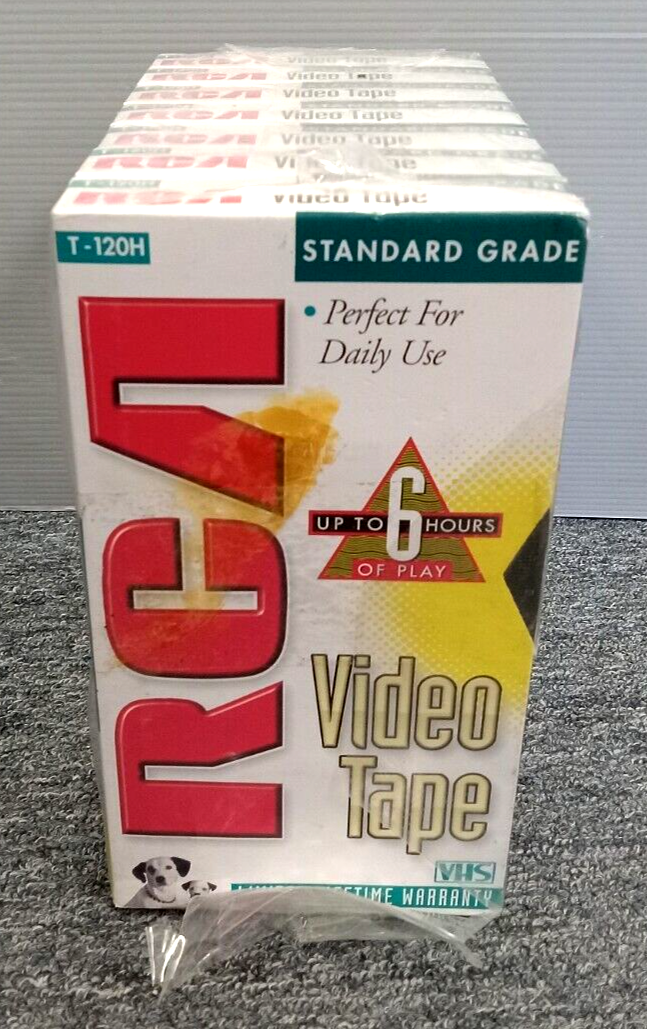 RCA Video Tape
RCA Video Tape
RCA Video Tape
RCA Video Tape
RCA Video Tape
RCA Video Tape
T-120H
RCA Video Tape
T-120H
STANDARD GRADE
• Perfect For
Daily Use
RCA
UP TO 6 HOURS
OF PLAY
Video
Tape
VHS
LIMITED LIFETIME WARRANTY